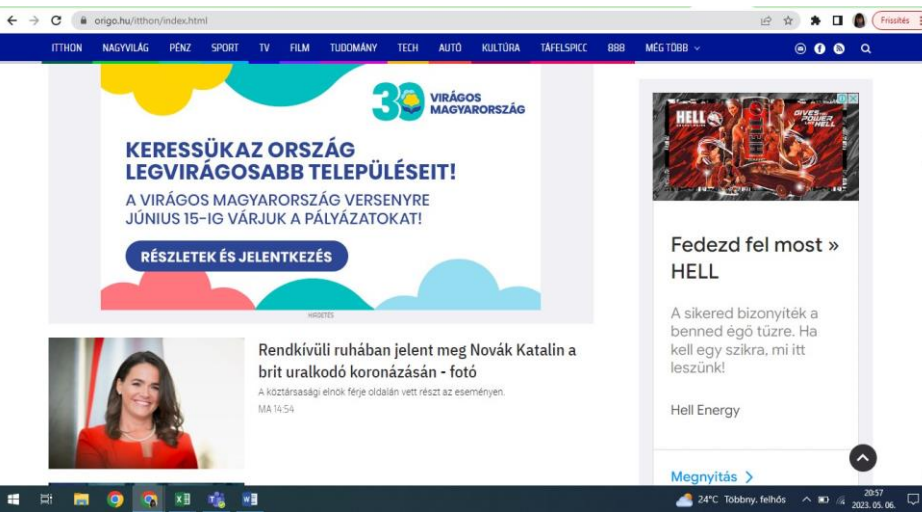 origo.hu/itthon/index.html
Frissítés
ITTHON NAGYVILÁG PÉNZ SPORT TV FILM TUDOMÁNY TECH AUTÓ KULTÚRA TÁFELSPICC 888 MÉG TÖBB
30 VIRÁGOS
MAGYARORSZÁG
KERESSÜKAZ ORSZÁG
LEGVIRÁGOSABB TELEPÜLÉSEIT!
A VIRÁGOS MAGYARORSZÁG VERSENYRE
JÚNIUS 15-IG VÁRJUK A PÁLYÁZATOKAT!
RÉSZLETEK ÉS JELENTKEZÉS
HIRDETÉS
Rendkívüli ruhában jelent meg Novák Katalin a
brit uralkodó koronázásán - fotó
A köztársasági elnök férje oldalán vett részt az eseményen.
MA 14:54
HELL
GIVES
POWER
HELL
Fedezd fel most »
HELL
A sikered bizonyíték a
benned égő tűzre. Ha
kell egy szikra, mi itt
leszünk!
Hell Energy
Megnyitás
24°C Többny. felhős
20:57
2023. 05. 06.